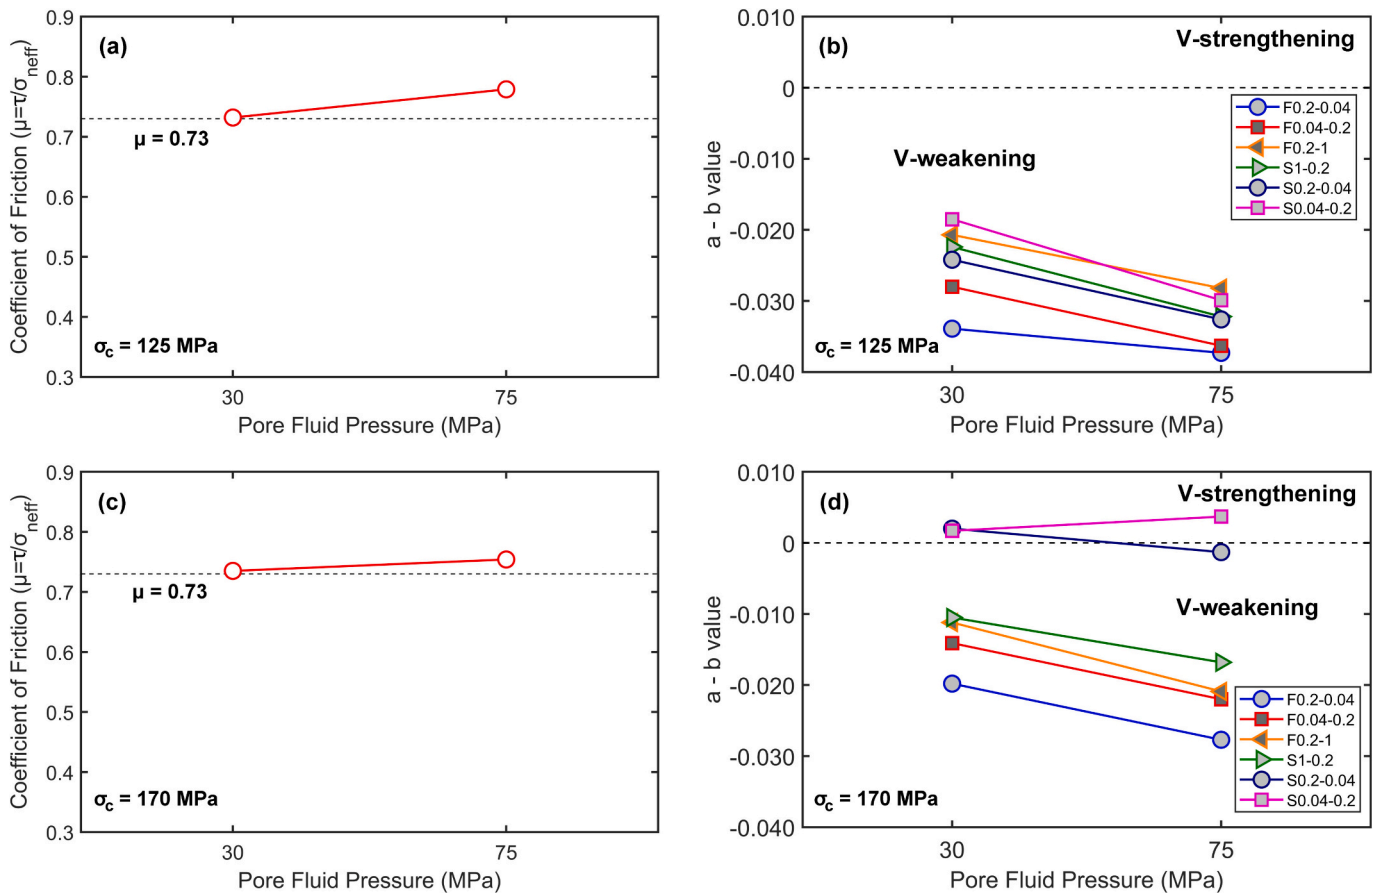 (a)
Coefficient of Friction (μ=τ/σneff)
0.9
0.8
0.7
0.6
0.5
0.4
0.3
μ = 0.73
σc = 125 MPa
30 75
Pore Fluid Pressure (MPa)
(b)
a - b value
0.010
0
-0.010
-0.020
-0.030
-0.040
V-strengthening
V-weakening
F0.2-0.04
F0.04-0.2
F0.2-1
S1-0.2
S0.2-0.04
S0.04-0.2
σc = 125 MPa
30 75
Pore Fluid Pressure (MPa)
(c)
Coefficient of Friction (μ=τ/σneff)
0.9
0.8
0.7
0.6
0.5
0.4
0.3
μ = 0.73
σc = 170 MPa
30 75
Pore Fluid Pressure (MPa)
(d)
a - b value
0.010
0
-0.010
-0.020
-0.030
-0.040
V-strengthening
V-weakening
F0.2-0.04
F0.04-0.2
F0.2-1
S1-0.2
S0.2-0.04
S0.04-0.2
σc = 170 MPa
30 75
Pore Fluid Pressure (MPa)